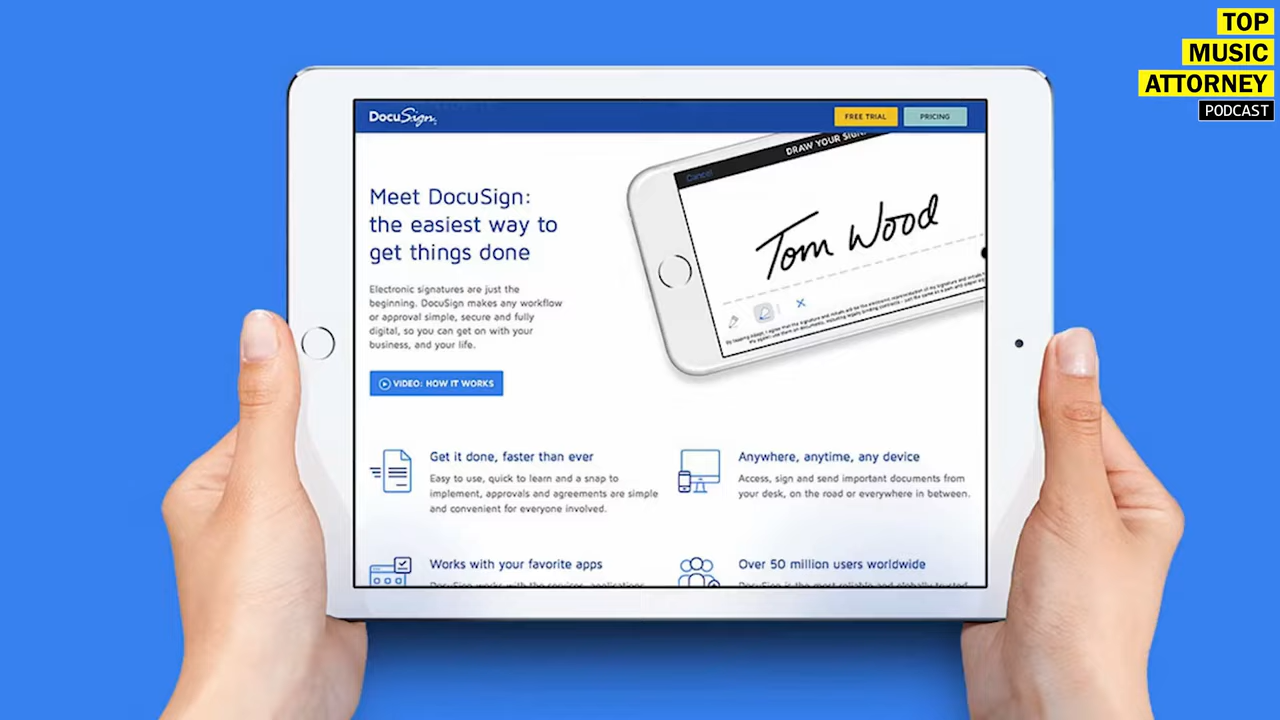 TOP
MUSIC
ATTORNEY
PODCAST
DocuSign
FREE TRIAL
PRICING
Meet DocuSign:
the easiest way to
get things done
Electronic signatures are just the
beginning. DocuSign makes any workflow
or approval simple, secure and fully
digital, so you can get on with your
business, and your life.
VIDEO: HOW IT WORKS
DRAW YOUR
Cancel
Tom Wood
Get it done, faster than ever
Easy to use, quick to learn and a snap to
implement, approvals and agreements are simple
and convenient for everyone involved.
Anywhere, anytime, any device
Access, sign and send important documents from
your desk, on the road or everywhere in between.
Works with your favorite apps
Over 50 million users worldwide